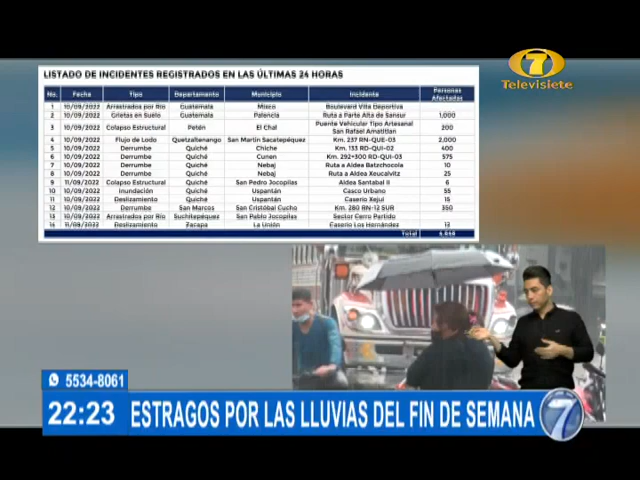 LISTADO DE INCIDENTES REGISTRADOS EN LAS ÚLTIMAS 24 HORAS
No. Fecha Tipo Departamento Municipio Incidente Personas Afectadas
1 10/09/2022 Arrastrados por Río Guatemala Mixco Boulevard Villa Deportiva
2 10/09/2022 Grietas en Suelo Guatemala Palencia Ruta a Parte Alta de Sansur 1,000
3 10/09/2022 Colapso Estructural Petén El Chal Puente Vehicular Tipo Artesanal San Rafael Amatitlan 200
4 10/09/2022 Flujo de Lodo Quetzaltenango San Martín Sacatepéquez Km. 237 RN-QUE-03 2,000
5 10/09/2022 Derrumbe Quiché Chiche Km. 133 RD-QUI-02 400
6 10/09/2022 Derrumbe Quiché Cunen Km. 292+300 RD-QUI-03 575
7 10/09/2022 Derrumbe Quiché Nebaj Ruta a Aldea Batzchocola 10
8 10/09/2022 Derrumbe Quiché Nebaj Ruta a Aldea Xeucalvitz 25
9 11/09/2022 Colapso Estructural Quiché San Pedro Jocopilas Aldea Santabal II 6
10 10/09/2022 Inundación Quiché Uspantán Casco Urbano 55
11 10/09/2022 Deslizamiento Quiché Uspantán Caserío Xejul 15
12 10/09/2022 Derrumbe San Marcos San Cristóbal Cucho Km. 280 RN-12 SUR 350
13 10/09/2022 Arrastrados por Río Suchitepéquez San Pablo Jocopilas Sector Cerro Partido
14 11/09/2022 Deslizamiento Zacapa La Unión Caserío Los Hernández 12
Total
7
Televisiete
5534-8061
22:23 ESTRAGOS POR LAS LLUVIAS DEL FIN DE SEMANA 7